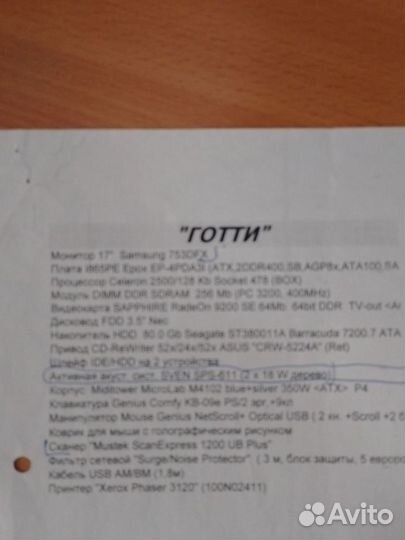 "ГОТТИ"
Монитор 17" Samsung 753DFX
Плата i865PE Epox EP-4PDA3I (ATX,2DDR400,SB,AGP8x,ATA100,SA
Процессор Celeron 2500/128 Kb Socket 478 (BOX)
Модуль DIMM DDR SDRAM 256 Mb (PC 3200, 400MHz)
Видеокарта SAPPHIRE RadeOn 9200 SE 64Mb 64bit DDR TV-out <Ar
Дисковод FDD 3.5" Nec
Накопитель HDD 80.0 Gb Seagate ST380011A Barracuda 7200.7 ATA
Привод CD-ReWriter 52x/24x/52x ASUS "CRW-5224A" (Ret)
Шлейф IDE/HDD на 2 устройства
Активная акуст. сист. SVEN SPS-611 (2 x 18 W дерево)
Корпус Miditower MicroLab M4102 blue+silver 350W <ATX> P4
Клавиатура Genius Comfy KB-09e PS/2 эрг.+9кл
Манипулятор Mouse Genius NetScroll+ Optical USB ( 2 кн. +Scroll +2 б
Коврик для мыши с голографическим рисунком
Сканер "Mustek ScanExpress 1200 UB Plus"
Фильтр сетевой "Surge/Noise Protector" ( 3 м, блок защиты, 5 евророз
Кабель USB AM/BM (1,8м)
Принтер "Xerox Phaser 3120" (100N02411)
Avito